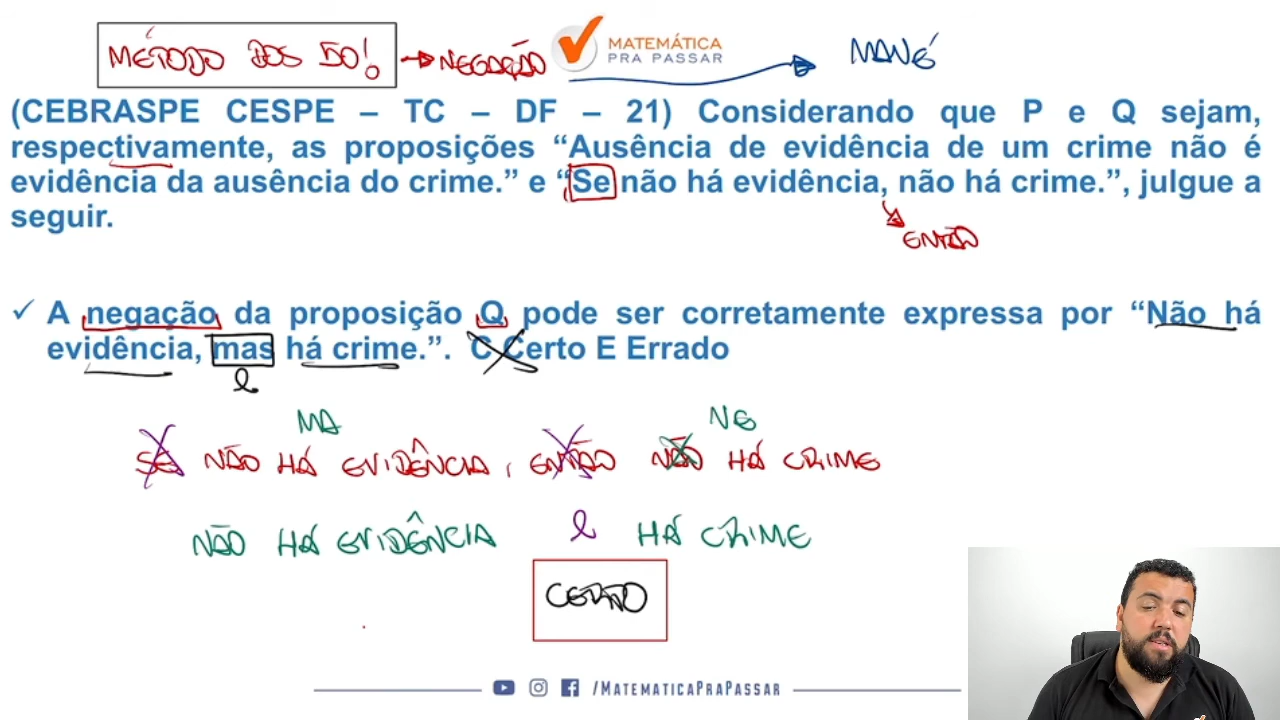 MÉTODO DOS 50! → NEGAÇÃO
MATEMÁTICA
PRA PASSAR
MANÉ
(CEBRASPE CESPE – TC – DF – 21) Considerando que P e Q sejam,
respectivamente, as proposições “Ausência de evidência de um crime não é
evidência da ausência do crime.” e “Se não há evidência, não há crime.”, julgue a
seguir.
ENTÃO
✓ A negação da proposição Q pode ser corretamente expressa por “Não há
evidência, mas há crime.”. C Certo E Errado
e
MA NE
SE NÃO HÁ EVIDÊNCIA, ENTÃO NÃO HÁ CRIME
NÃO HÁ EVIDÊNCIA e HÁ CRIME
CERTO
/MATEMATICAPRAPASSAR